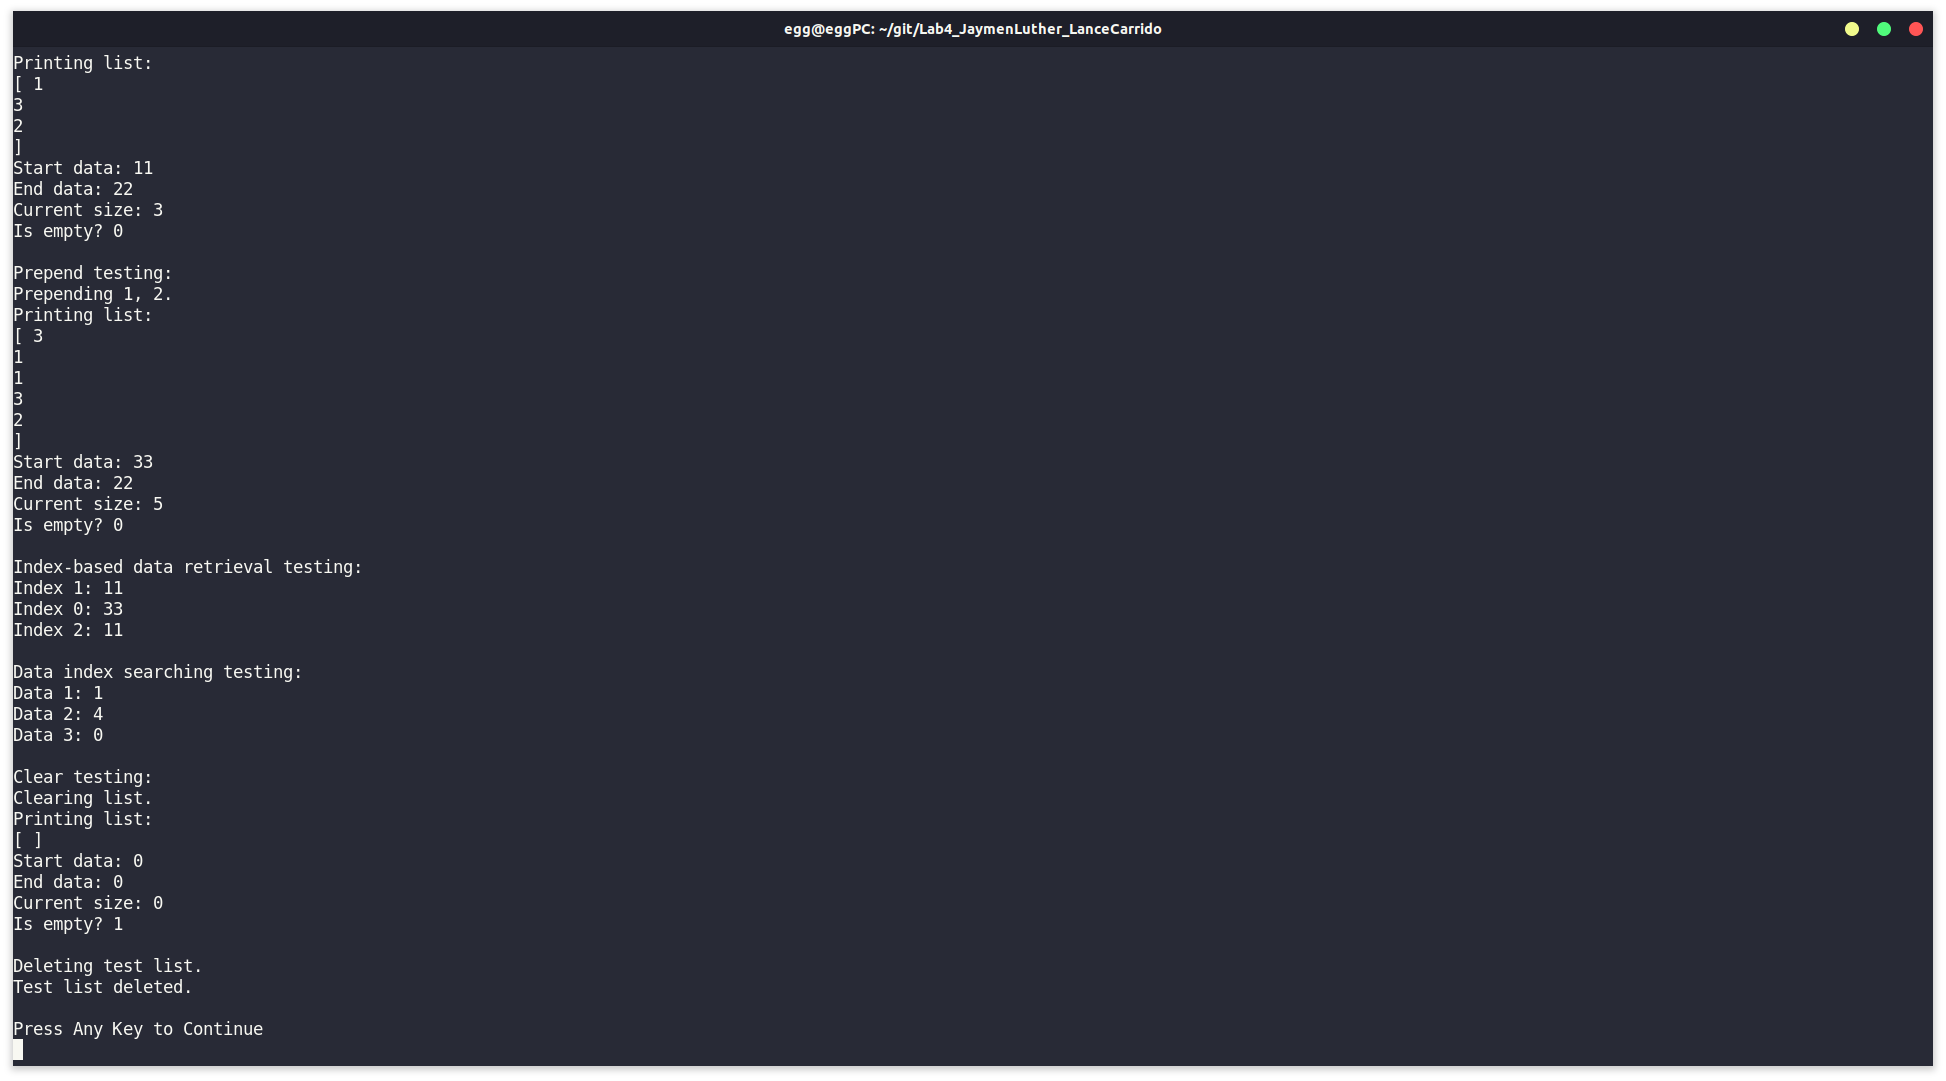 egg@eggPC: ~/git/Lab4_JaymenLuther_LanceCarrido
Printing list:
[ 1
3
2
]
Start data: 11
End data: 22
Current size: 3
Is empty? 0

Prepend testing:
Prepending 1, 2.
Printing list:
[ 3
1
1
3
2
]
Start data: 33
End data: 22
Current size: 5
Is empty? 0

Index-based data retrieval testing:
Index 1: 11
Index 0: 33
Index 2: 11

Data index searching testing:
Data 1: 1
Data 2: 4
Data 3: 0

Clear testing:
Clearing list.
Printing list:
[ ]
Start data: 0
End data: 0
Current size: 0
Is empty? 1

Deleting test list.
Test list deleted.

Press Any Key to Continue